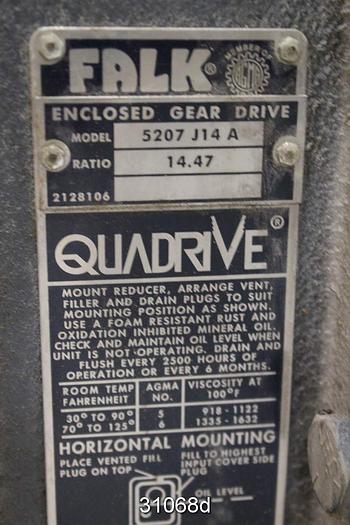 FALK®
MEMBER OF
AGMA
ENCLOSED GEAR DRIVE
MODEL 5207 J14 A
RATIO 14.47
2128106
QUADRIVE®
MOUNT REDUCER, ARRANGE VENT,
FILLER AND DRAIN PLUGS TO SUIT
MOUNTING POSITION AS SHOWN.
USE A FOAM RESISTANT RUST AND
OXIDATION INHIBITED MINERAL OIL.
CHECK AND MAINTAIN OIL LEVEL WHEN
UNIT IS NOT OPERATING. DRAIN AND
FLUSH EVERY 2500 HOURS OF
OPERATION OR EVERY 6 MONTHS.
ROOM TEMP FAHRENHEIT AGMA NO. VISCOSITY AT 100°F
30° TO 90° 5 918 - 1122
70° TO 125° 6 1335 - 1632
HORIZONTAL MOUNTING
PLACE VENTED FILL PLUG ON TOP
FILL TO HIGHEST INPUT COVER SIDE PLUG
OIL LEVEL
31068d